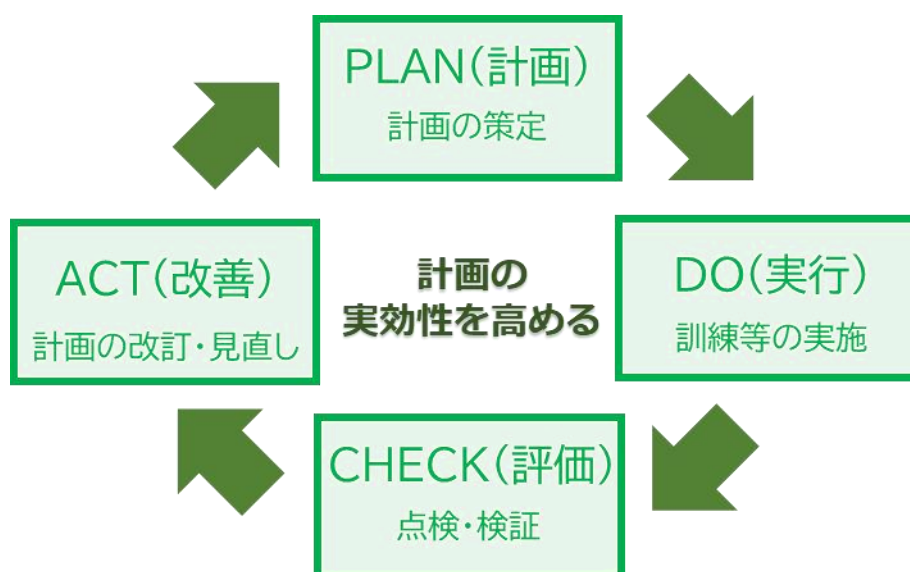 PLAN(計画)
計画の策定
DO(実行)
訓練等の実施
CHECK(評価)
点検・検証
ACT(改善)
計画の改訂・見直し
計画の
実効性を高める